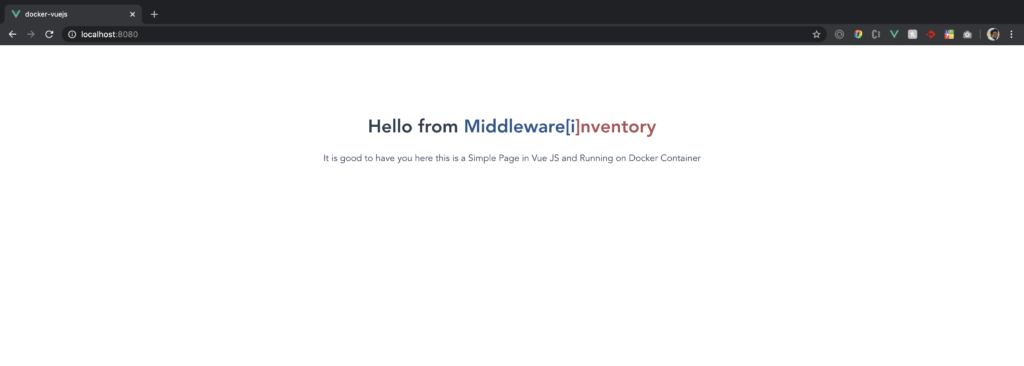 docker-vuejs
localhost:8080
Hello from Middleware[i]nventory
It is good to have you here this is a Simple Page in Vue JS and Running on Docker Container